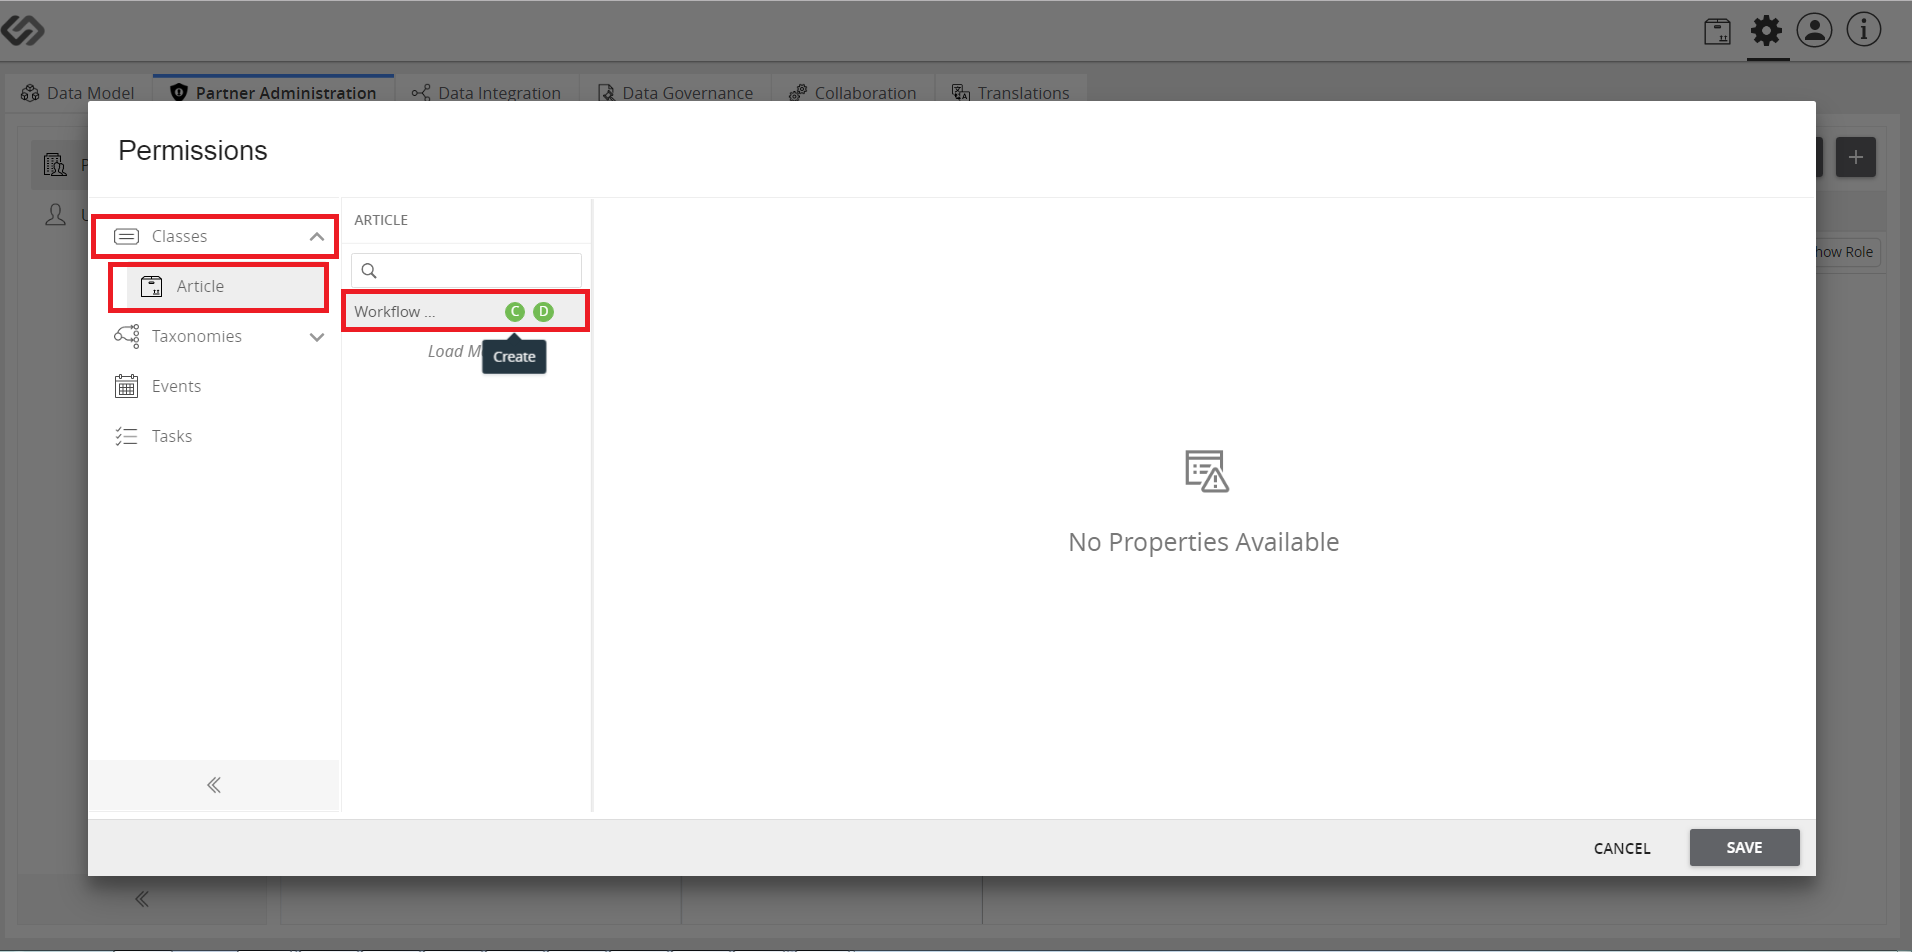 Data Model
Partner Administration
Data Integration
Data Governance
Collaboration
Translations
Permissions
Classes
Article
Taxonomies
Events
Tasks
ARTICLE
Workflow ...
C
D
Load M
Create
No Properties Available
how Role
CANCEL
SAVE